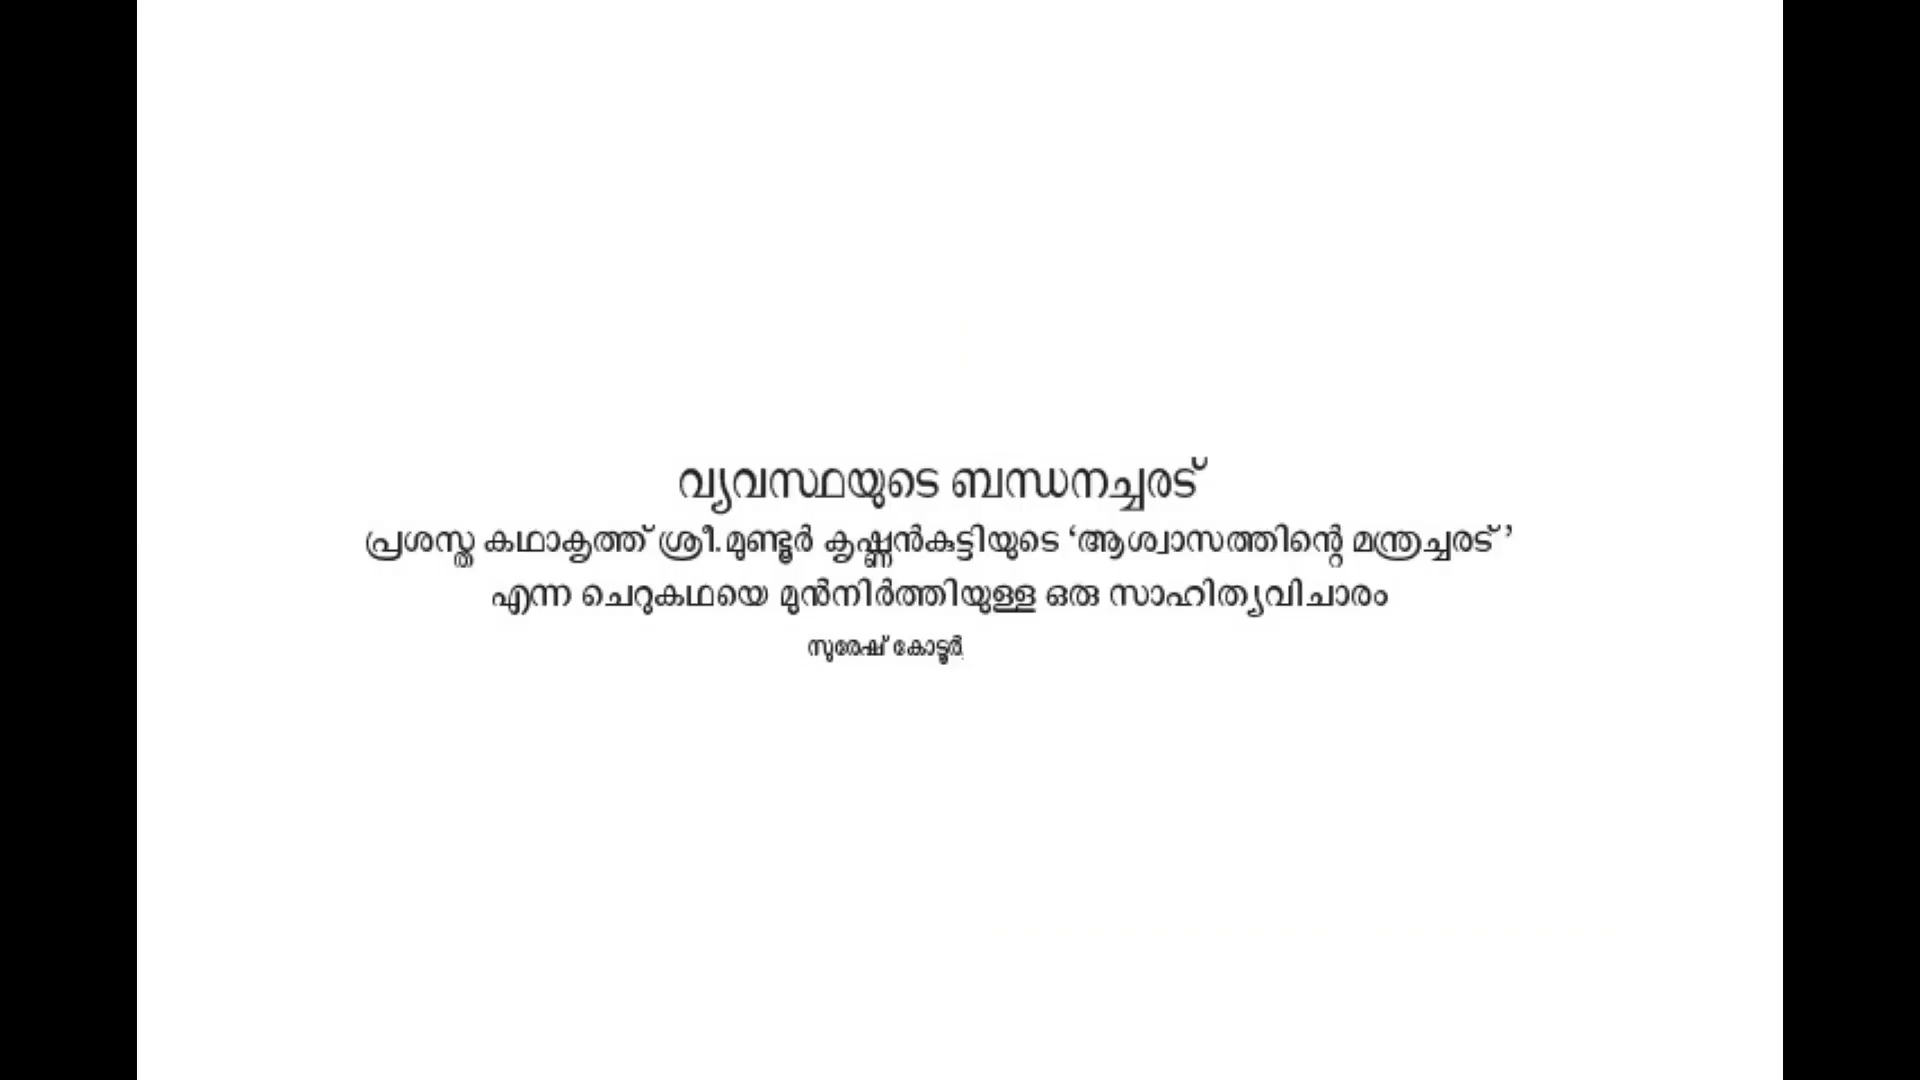 വ്യവസ്ഥയുടെ ബന്ധനച്ചരട്
പ്രശസ്ത കഥാകൃത്ത് ശ്രീ.മുണ്ടൂർ കൃഷ്ണൻകുട്ടിയുടെ ‘ആശ്വാസത്തിന്റെ മന്ത്രച്ചരട്’
എന്ന ചെറുകഥയെ മുൻനിർത്തിയുള്ള ഒരു സാഹിത്യവിചാരം
സുരേഷ് കോടൂർ